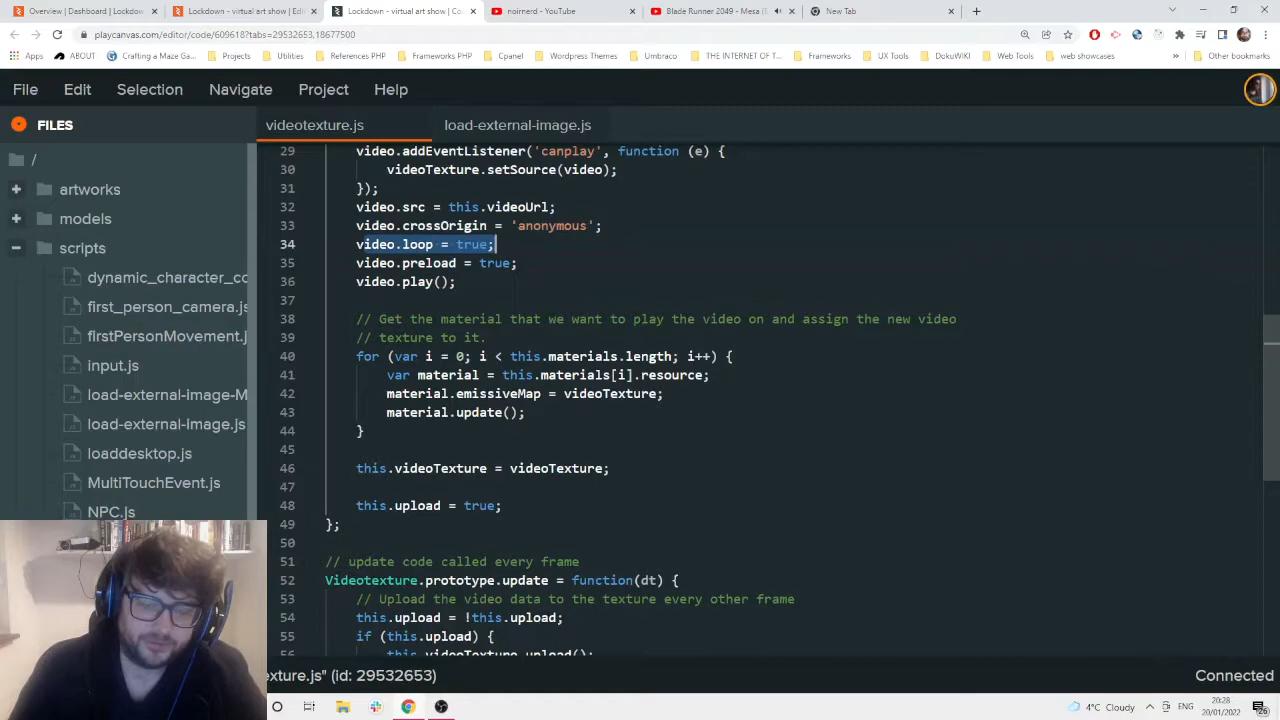 Overview | Dashboard | Lockdow
Lockdown - virtual art show | Edi
Lockdown - virtual art show | Co
noirnerd - YouTube
Blade Runner 2049 - Mesa (
New Tab
playcanvas.com/editor/code/609618?tabs=29532653,18677500
Apps
ABOUT
Crafting a Maze Ga...
Projects
Utilities
References PHP
Frameworks PHP
Cpanel
Wordpress Themes
Umbraco
THE INTERNET OF T...
Frameworks
UX Tools
DokuWIKI
Web Tools
web showcases
Other bookmarks
File Edit Selection Navigate Project Help
FILES
videotexture.js
load-external-image.js
/
artworks
models
scripts
dynamic_character_co
first_person_camera.js
firstPersonMovement.j
input.js
load-external-image-M
load-external-image.js
loaddesktop.js
MultiTouchEvent.js
NPC.js
29 video.addEventListener('canplay', function (e) {
30 videoTexture.setSource(video);
31 });
32 video.src = this.videoUrl;
33 video.crossOrigin = 'anonymous';
34 video.loop = true;
35 video.preload = true;
36 video.play();
37
38 // Get the material that we want to play the video on and assign the new video
39 // texture to it.
40 for (var i = 0; i < this.materials.length; i++) {
41 var material = this.materials[i].resource;
42 material.emissiveMap = videoTexture;
43 material.update();
44 }
45
46 this.videoTexture = videoTexture;
47
48 this.upload = true;
49 };
50
51 // update code called every frame
52 Videotexture.prototype.update = function(dt) {
53 // Upload the video data to the texture every other frame
54 this.upload = !this.upload;
55 if (this.upload) {
56 this.videoTexture.upload();
exture.js" (id: 29532653)
Connected
4°C Cloudy
ENG
20:28
20/01/2022